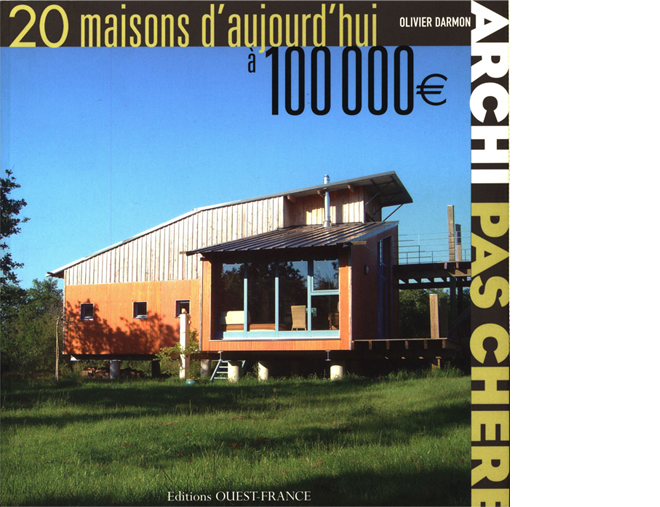 20 maisons d'aujourd'hui
à 100 000€
OLIVIER DARMON
ARCHI PAS CHERE
Editions OUEST-FRANCE